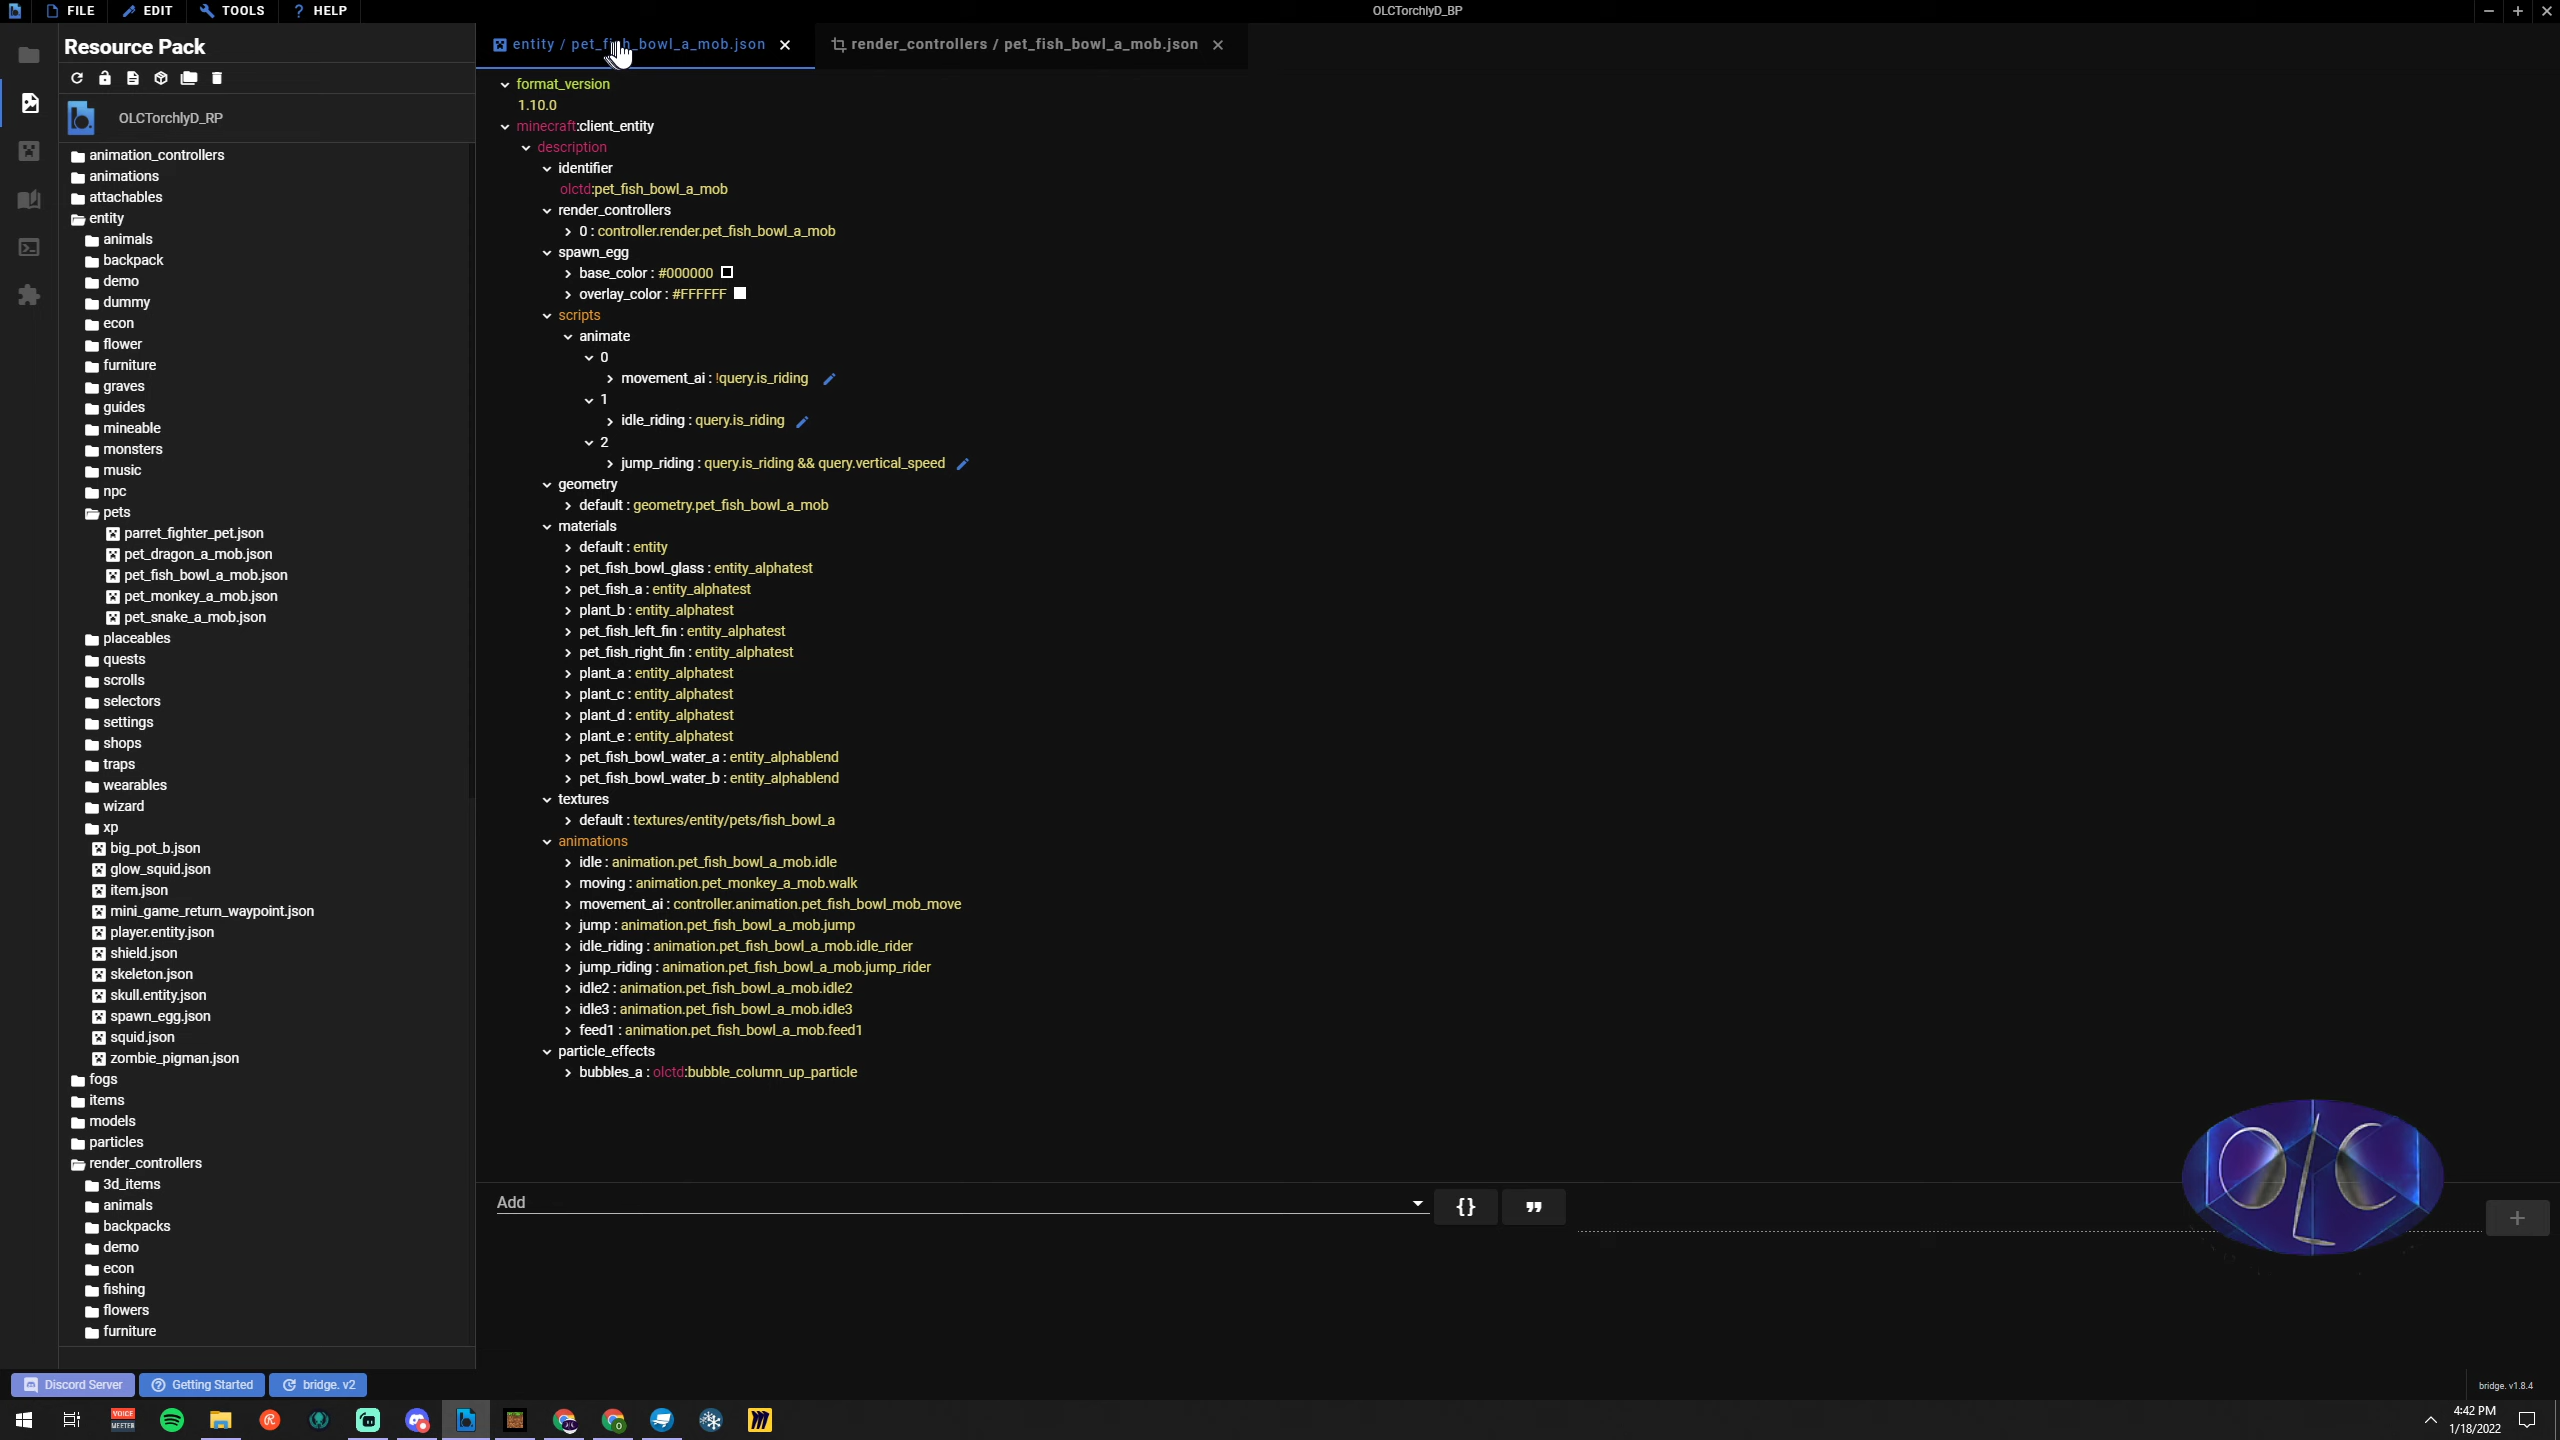 FILE EDIT TOOLS ? HELP OLCTorchlyD_BP
Resource Pack
OLCTorchlyD_RP
animation_controllers
animations
attachables
entity
animals
backpack
demo
dummy
econ
flower
furniture
graves
guides
mineable
monsters
music
npc
pets
parret_fighter_pet.json
pet_dragon_a_mob.json
pet_fish_bowl_a_mob.json
pet_monkey_a_mob.json
pet_snake_a_mob.json
placeables
quests
scrolls
selectors
settings
shops
traps
wearables
wizard
xp
big_pot_b.json
glow_squid.json
item.json
mini_game_return_waypoint.json
player.entity.json
shield.json
skeleton.json
skull.entity.json
spawn_egg.json
squid.json
zombie_pigman.json
fogs
items
models
particles
render_controllers
3d_items
animals
backpacks
demo
econ
fishing
flowers
furniture
entity / pet_fish_bowl_a_mob.json
render_controllers / pet_fish_bowl_a_mob.json
format_version
1.10.0
minecraft:client_entity
description
identifier
olctd:pet_fish_bowl_a_mob
render_controllers
0 : controller.render.pet_fish_bowl_a_mob
spawn_egg
base_color : #000000
overlay_color : #FFFFFF
scripts
animate
0
movement_ai : !query.is_riding
1
idle_riding : query.is_riding
2
jump_riding : query.is_riding && query.vertical_speed
geometry
default : geometry.pet_fish_bowl_a_mob
materials
default : entity
pet_fish_bowl_glass : entity_alphatest
pet_fish_a : entity_alphatest
plant_b : entity_alphatest
pet_fish_left_fin : entity_alphatest
pet_fish_right_fin : entity_alphatest
plant_a : entity_alphatest
plant_c : entity_alphatest
plant_d : entity_alphatest
plant_e : entity_alphatest
pet_fish_bowl_water_a : entity_alphablend
pet_fish_bowl_water_b : entity_alphablend
textures
default : textures/entity/pets/fish_bowl_a
animations
idle : animation.pet_fish_bowl_a_mob.idle
moving : animation.pet_monkey_a_mob.walk
movement_ai : controller.animation.pet_fish_bowl_mob_move
jump : animation.pet_fish_bowl_a_mob.jump
idle_riding : animation.pet_fish_bowl_a_mob.idle_rider
jump_riding : animation.pet_fish_bowl_a_mob.jump_rider
idle2 : animation.pet_fish_bowl_a_mob.idle2
idle3 : animation.pet_fish_bowl_a_mob.idle3
feed1 : animation.pet_fish_bowl_a_mob.feed1
particle_effects
bubbles_a : olctd:bubble_column_up_particle
Add
{}
OLC
Discord Server Getting Started bridge. v2
bridge. v1.8.4
VOICE
MEETER
4:42 PM
1/18/2022